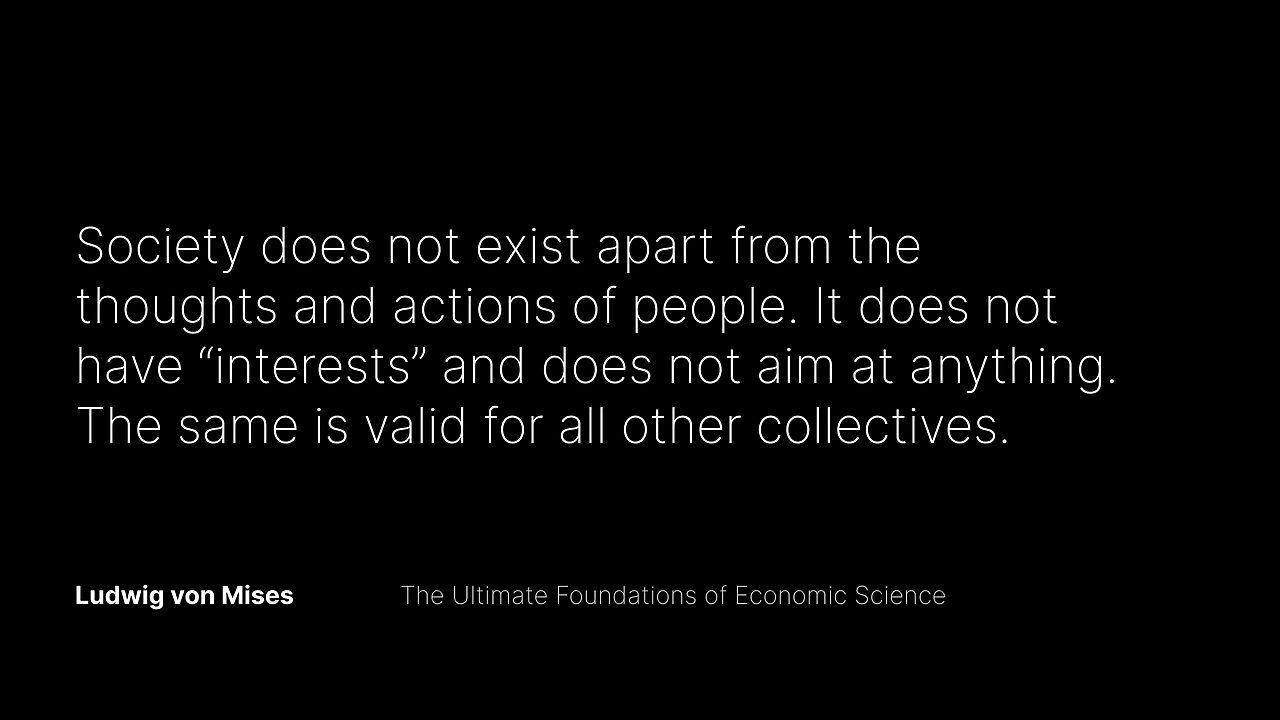 Society does not exist apart from the
thoughts and actions of people. It does not
have “interests” and does not aim at anything.
The same is valid for all other collectives.
Ludwig von Mises
The Ultimate Foundations of Economic Science